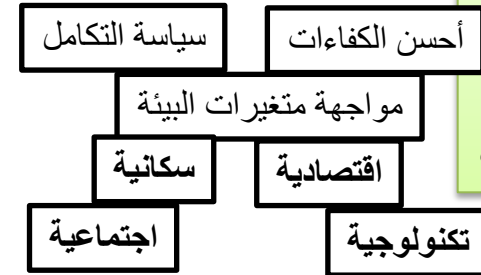 أحسن الكفاءات
سياسة التكامل
مواجهة متغيرات البيئة
اقتصادية
سكانية
تكنولوجية
اجتماعية